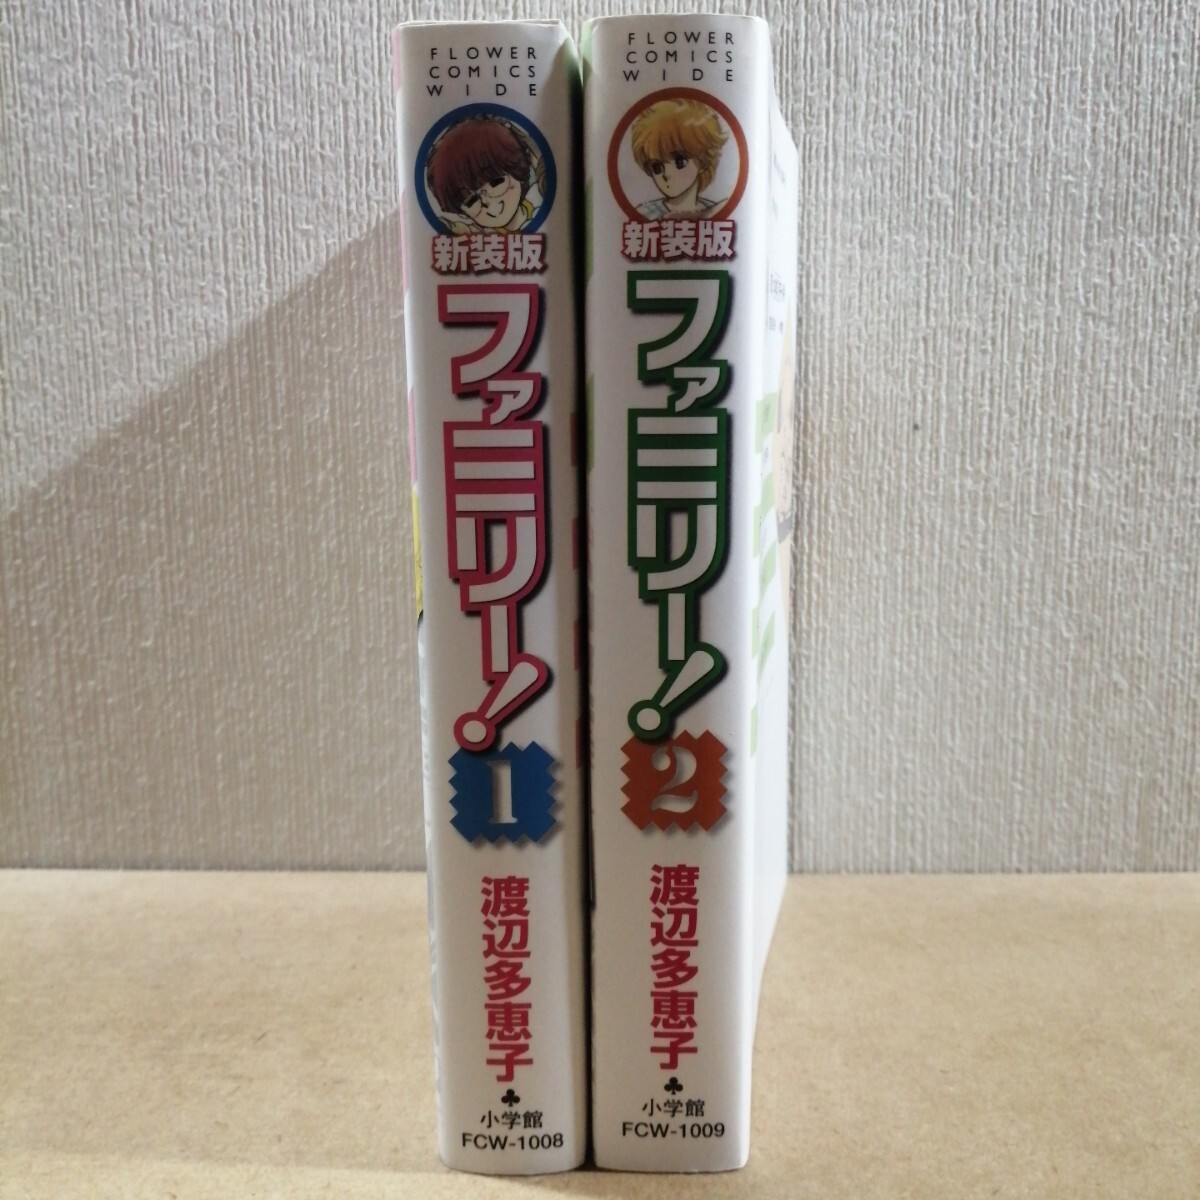 FLOWER
COMICS
WIDE
新装版
ファミリー!
1
渡辺多恵子
♣
小学館
FCW-1008
FLOWER
COMICS
WIDE
新装版
ファミリー!
2
渡辺多恵子
♣
小学館
FCW-1009